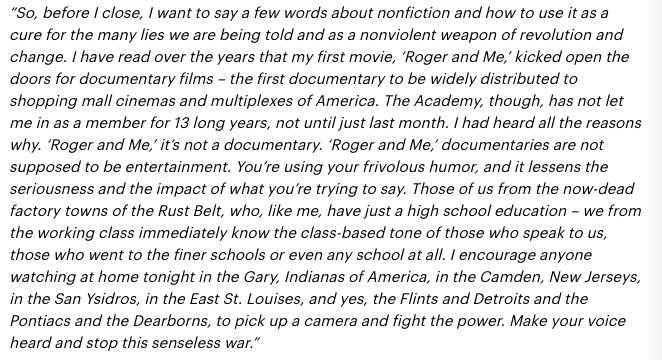 “So, before I close, I want to say a few words about nonfiction and how to use it as a
cure for the many lies we are being told and as a nonviolent weapon of revolution and
change. I have read over the years that my first movie, ‘Roger and Me,’ kicked open the
doors for documentary films – the first documentary to be widely distributed to
shopping mall cinemas and multiplexes of America. The Academy, though, has not let
me in as a member for 13 long years, not until just last month. I had heard all the reasons
why. ‘Roger and Me,’ it’s not a documentary. ‘Roger and Me,’ documentaries are not
supposed to be entertainment. You’re using your frivolous humor, and it lessens the
seriousness and the impact of what you’re trying to say. Those of us from the now-dead
factory towns of the Rust Belt, who, like me, have just a high school education – we from
the working class immediately know the class-based tone of those who speak to us,
those who went to the finer schools or even any school at all. I encourage anyone
watching at home tonight in the Gary, Indianas of America, in the Camden, New Jerseys,
in the San Ysidros, in the East St. Louises, and yes, the Flints and Detroits and the
Pontiacs and the Dearborns, to pick up a camera and fight the power. Make your voice
heard and stop this senseless war.”